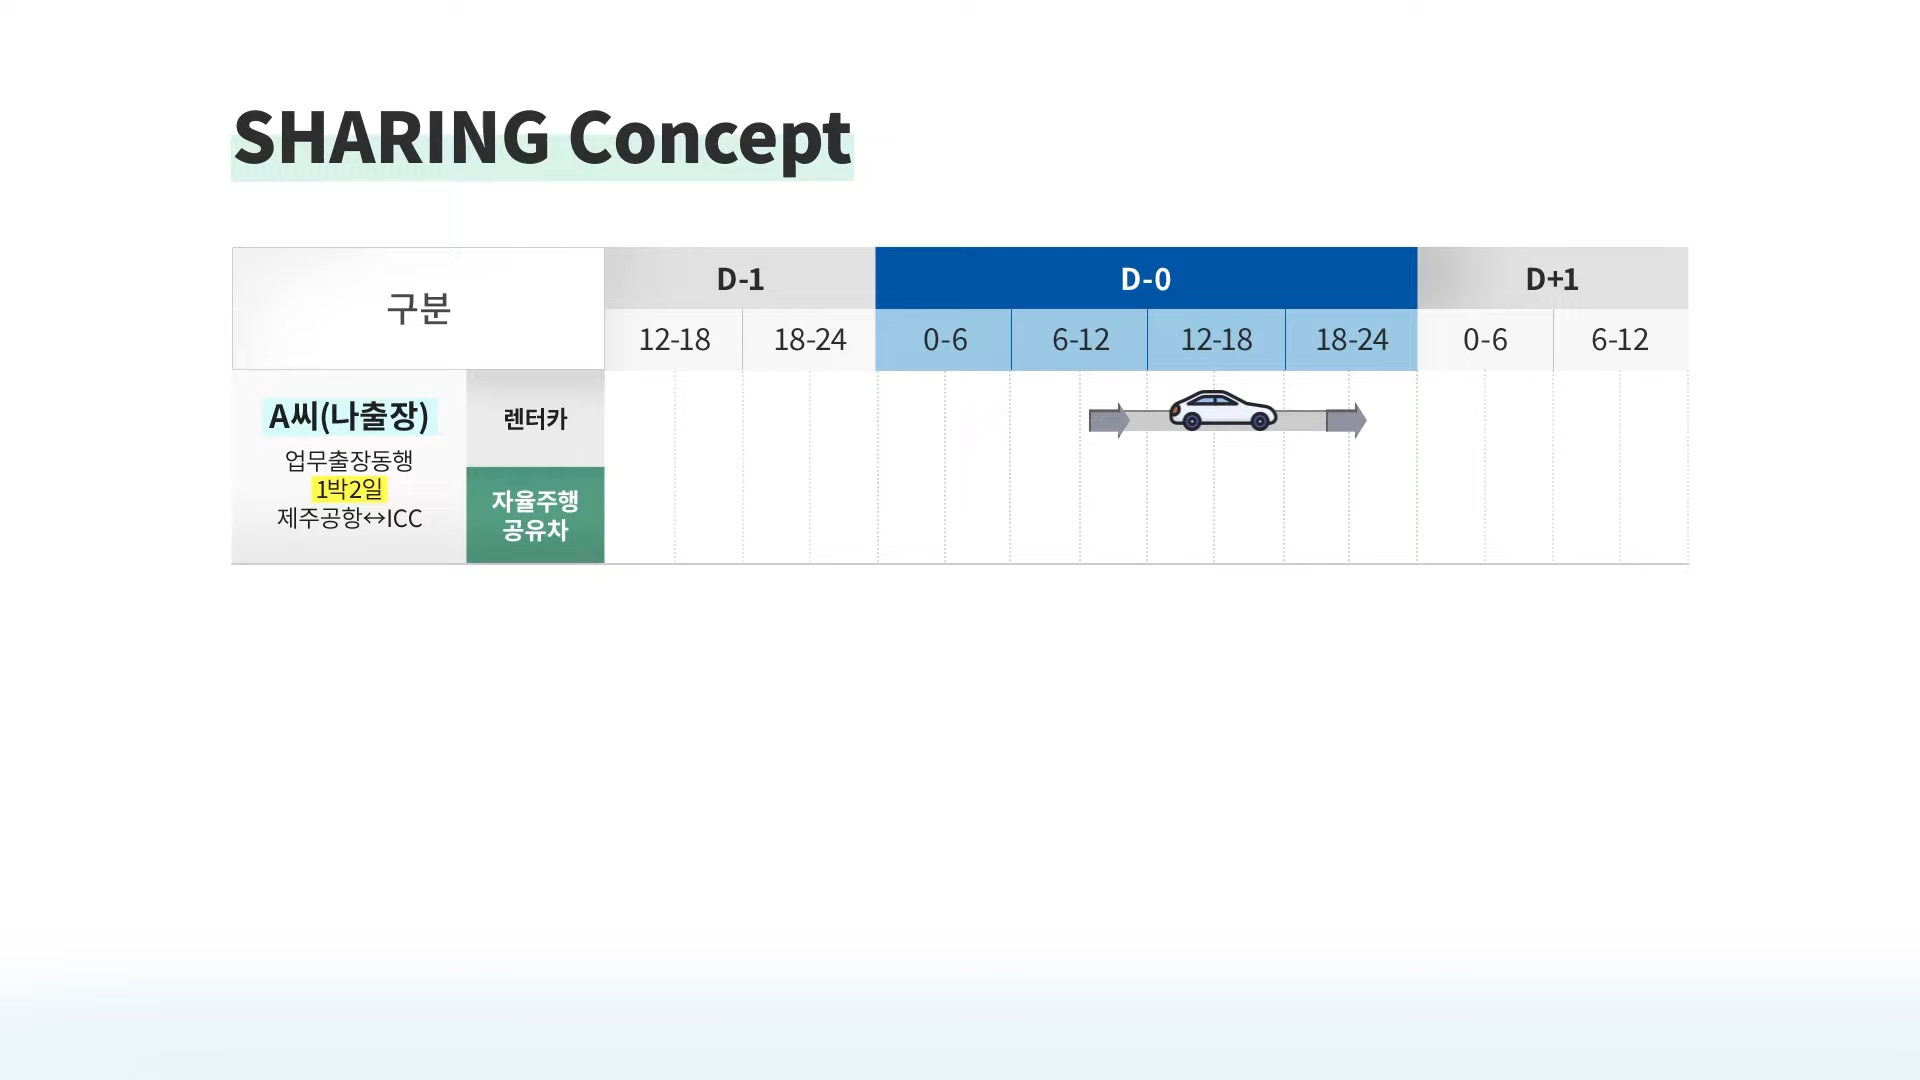 SHARING Concept
구분
D-1
D-0
D+1
12-18
18-24
0-6
6-12
12-18
18-24
0-6
6-12
A씨(나출장)
업무출장동행
1박2일
제주공항↔ICC
렌터카
자율주행
공유차